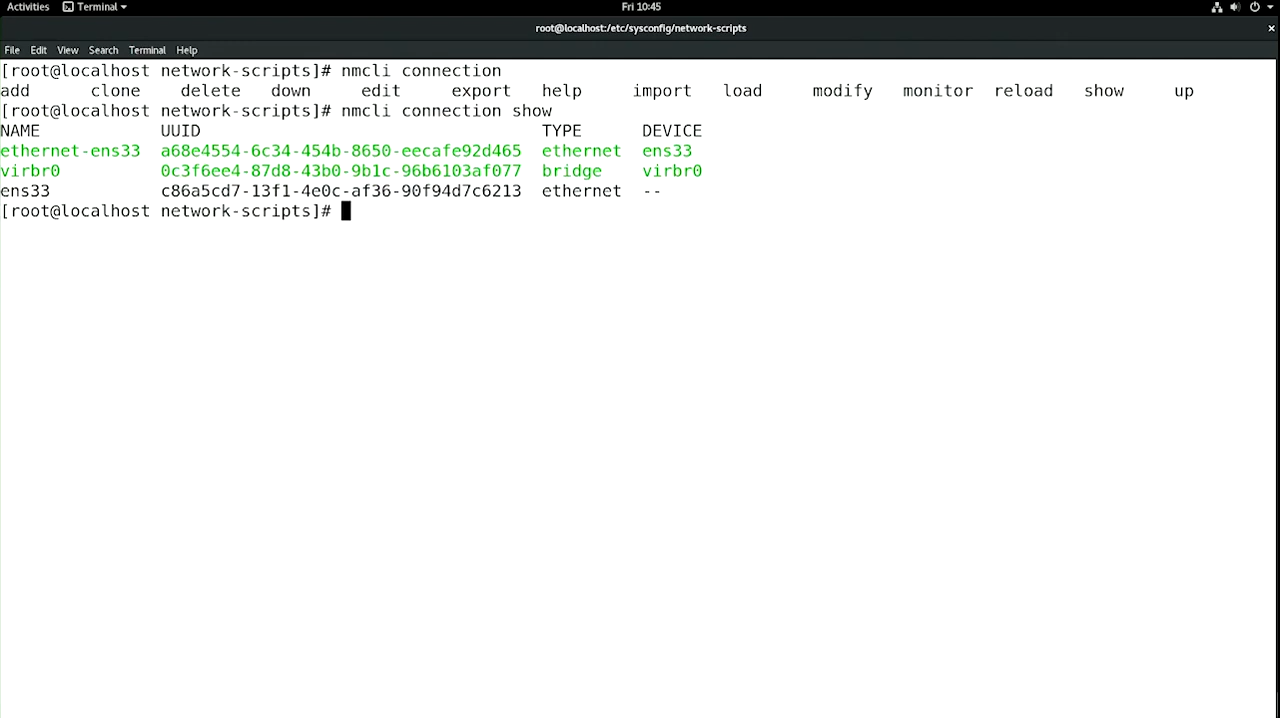 Activities Terminal Fri 10:45
root@localhost:/etc/sysconfig/network-scripts ×
File Edit View Search Terminal Help
[root@localhost network-scripts]# nmcli connection
add clone delete down edit export help import load modify monitor reload show up
[root@localhost network-scripts]# nmcli connection show
NAME UUID TYPE DEVICE
ethernet-ens33 a68e4554-6c34-454b-8650-eecafe92d465 ethernet ens33
virbr0 0c3f6ee4-87d8-43b0-9b1c-96b6103af077 bridge virbr0
ens33 c86a5cd7-13f1-4e0c-af36-90f94d7c6213 ethernet --
[root@localhost network-scripts]#